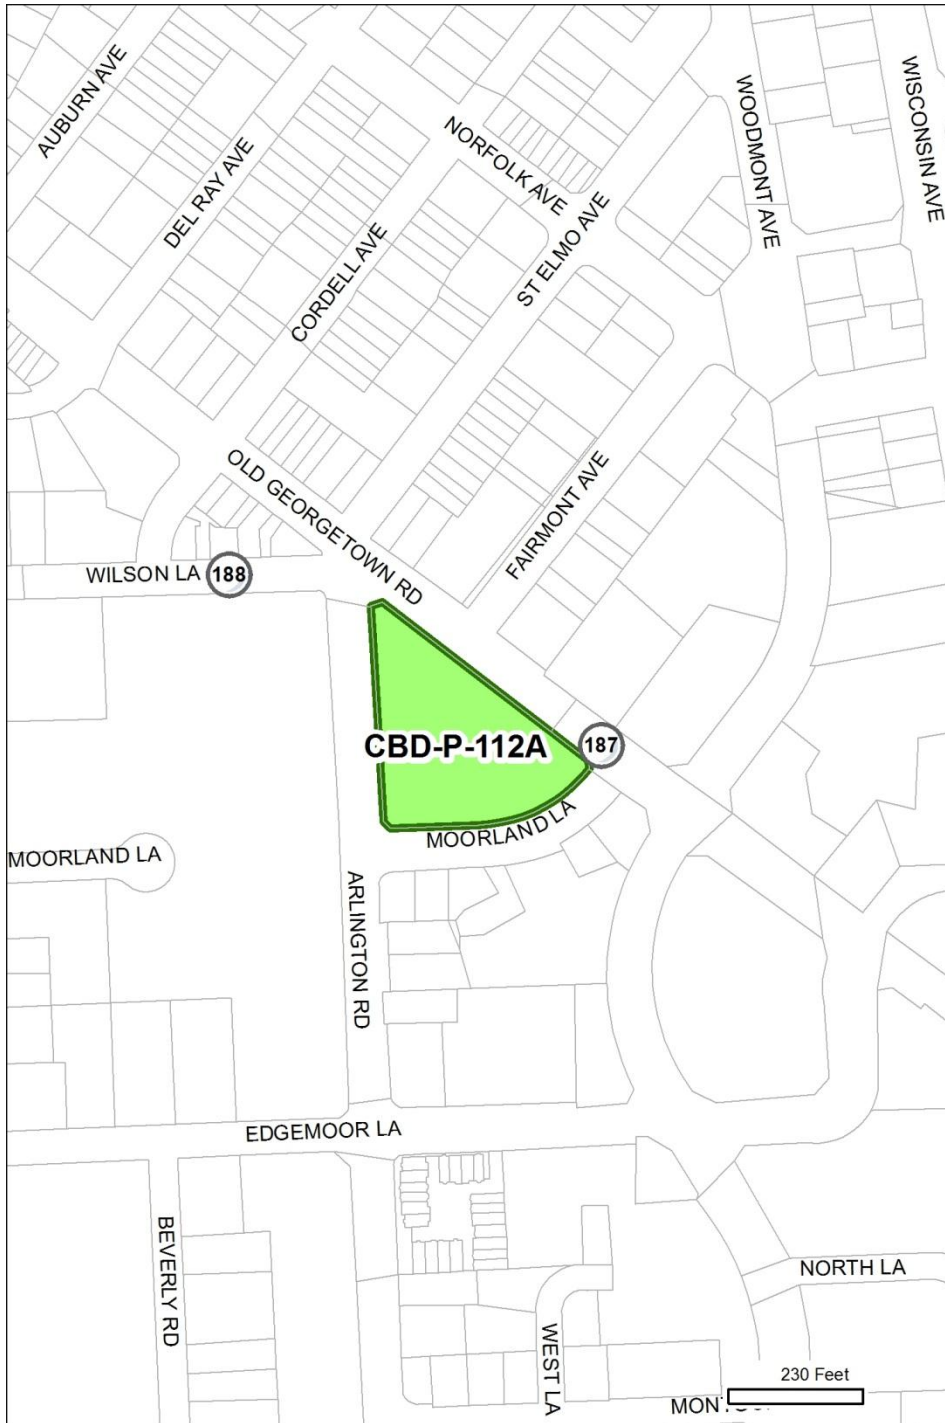 AUBURN AVE
DEL RAY AVE
CORDELL AVE
NORFOLK AVE
ST ELMO AVE
WOODMONT AVE
WISCONSIN AVE
OLD GEORGETOWN RD
FAIRMONT AVE
WILSON LA
188
CBD-P-112A
187
MOORLAND LA
MOORLAND LA
ARLINGTON RD
EDGEMOOR LA
BEVERLY RD
NORTH LA
WEST LA
230 Feet